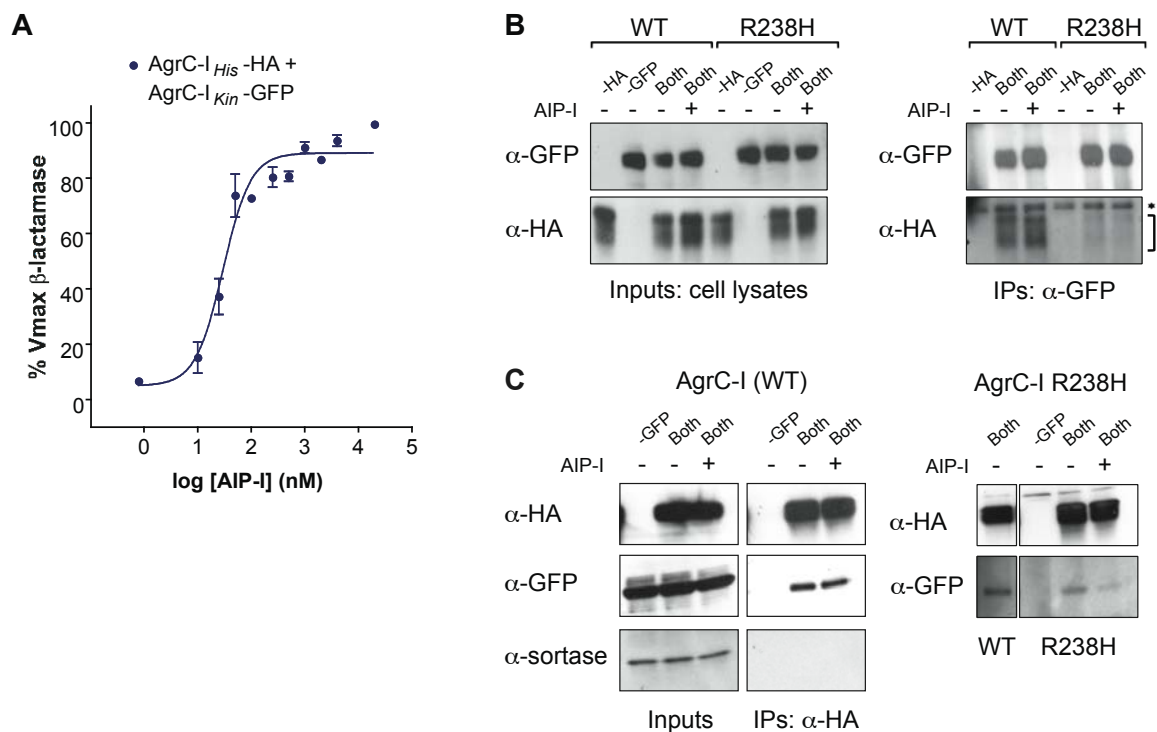 A
AgrC-I His -HA +
AgrC-I Kin -GFP
% Vmax β-lactamase
100
80
60
40
20
0
0 1 2 3 4 5
log [AIP-I] (nM)
B
WT R238H
-HA -GFP Both Both -HA -GFP Both Both
AIP-I - - - + - - - +
α-GFP
α-HA
Inputs: cell lysates
WT R238H
-HA Both Both -HA Both Both
AIP-I - - + - - +
α-GFP
α-HA
*
IPs: α-GFP
C
AgrC-I (WT)
-GFP Both Both -GFP Both Both
AIP-I - - + - - +
α-HA
α-GFP
α-sortase
Inputs IPs: α-HA
AgrC-I R238H
Both -GFP Both Both
AIP-I - - - +
α-HA
α-GFP
WT R238H